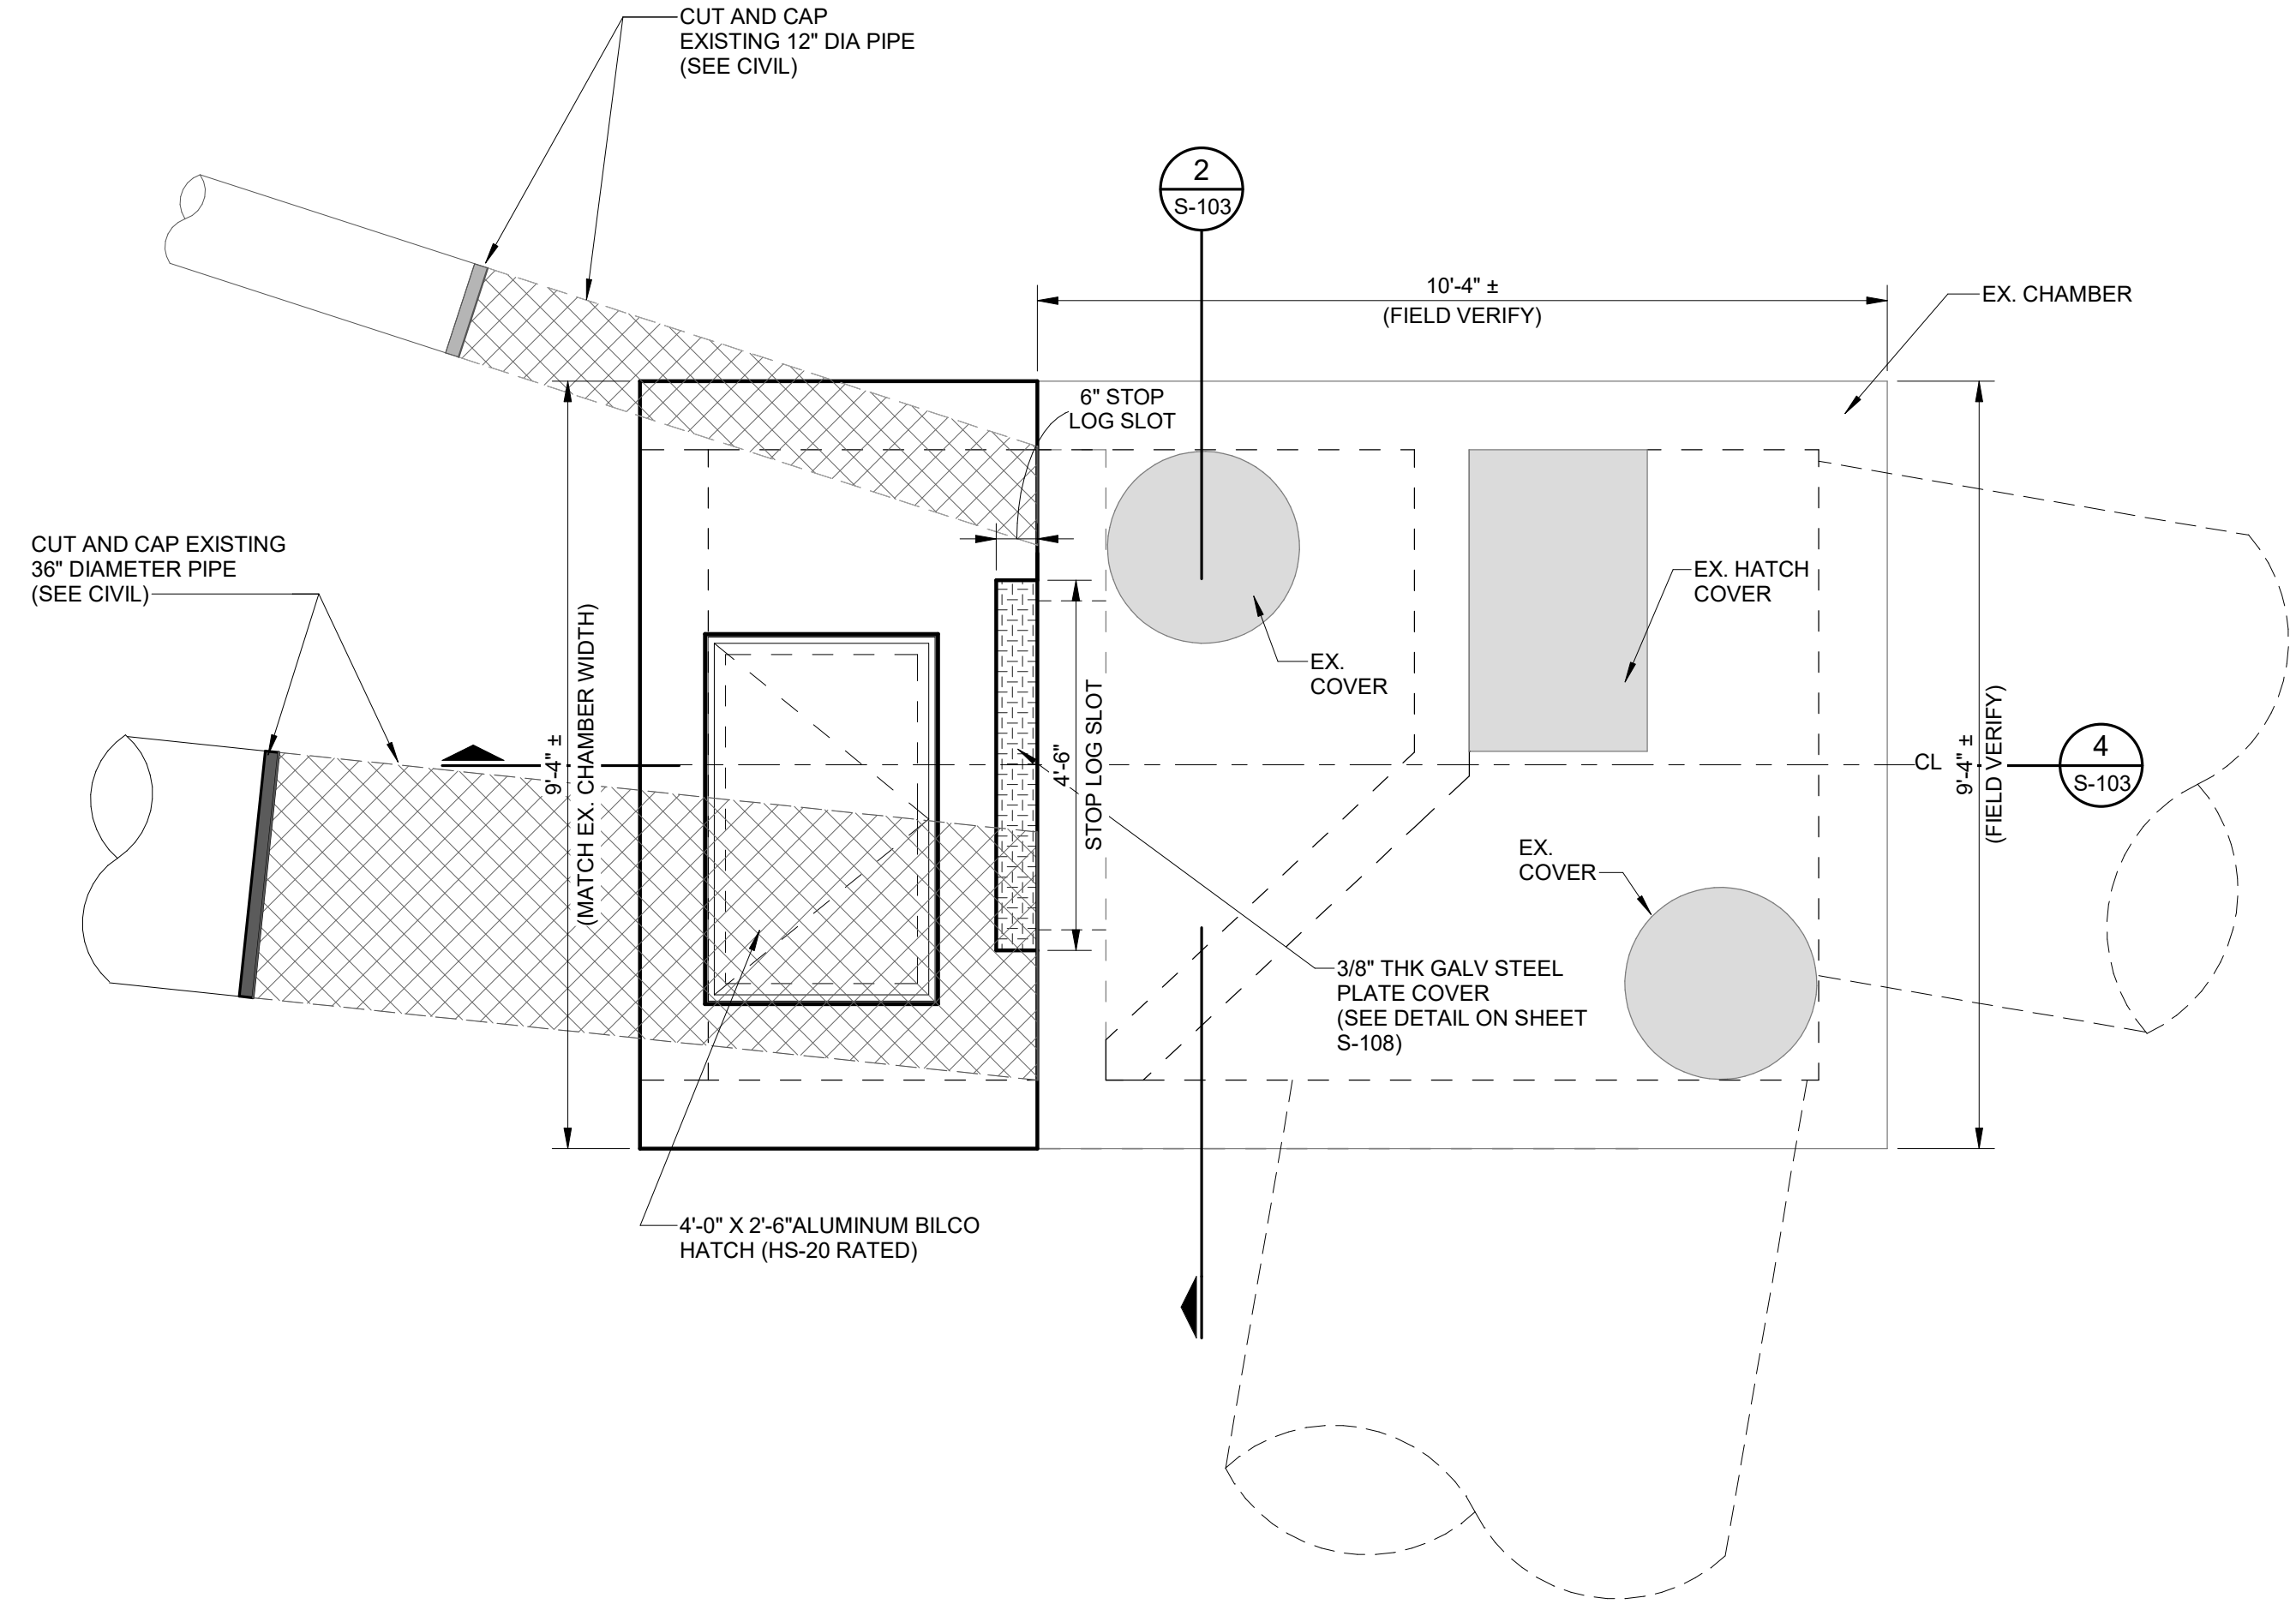 CUT AND CAP
EXISTING 12" DIA PIPE
(SEE CIVIL)
2
S-103
10'-4" ±
(FIELD VERIFY)
EX. CHAMBER
6" STOP
LOG SLOT
CUT AND CAP EXISTING
36" DIAMETER PIPE
(SEE CIVIL)
EX. HATCH
COVER
EX.
COVER
9'-4" ±
(MATCH EX. CHAMBER WIDTH)
4'-6"
STOP LOG SLOT
CL
9'-4" ±
(FIELD VERIFY)
4
S-103
EX.
COVER
3/8" THK GALV STEEL
PLATE COVER
(SEE DETAIL ON SHEET
S-108)
4'-0" X 2'-6"ALUMINUM BILCO
HATCH (HS-20 RATED)